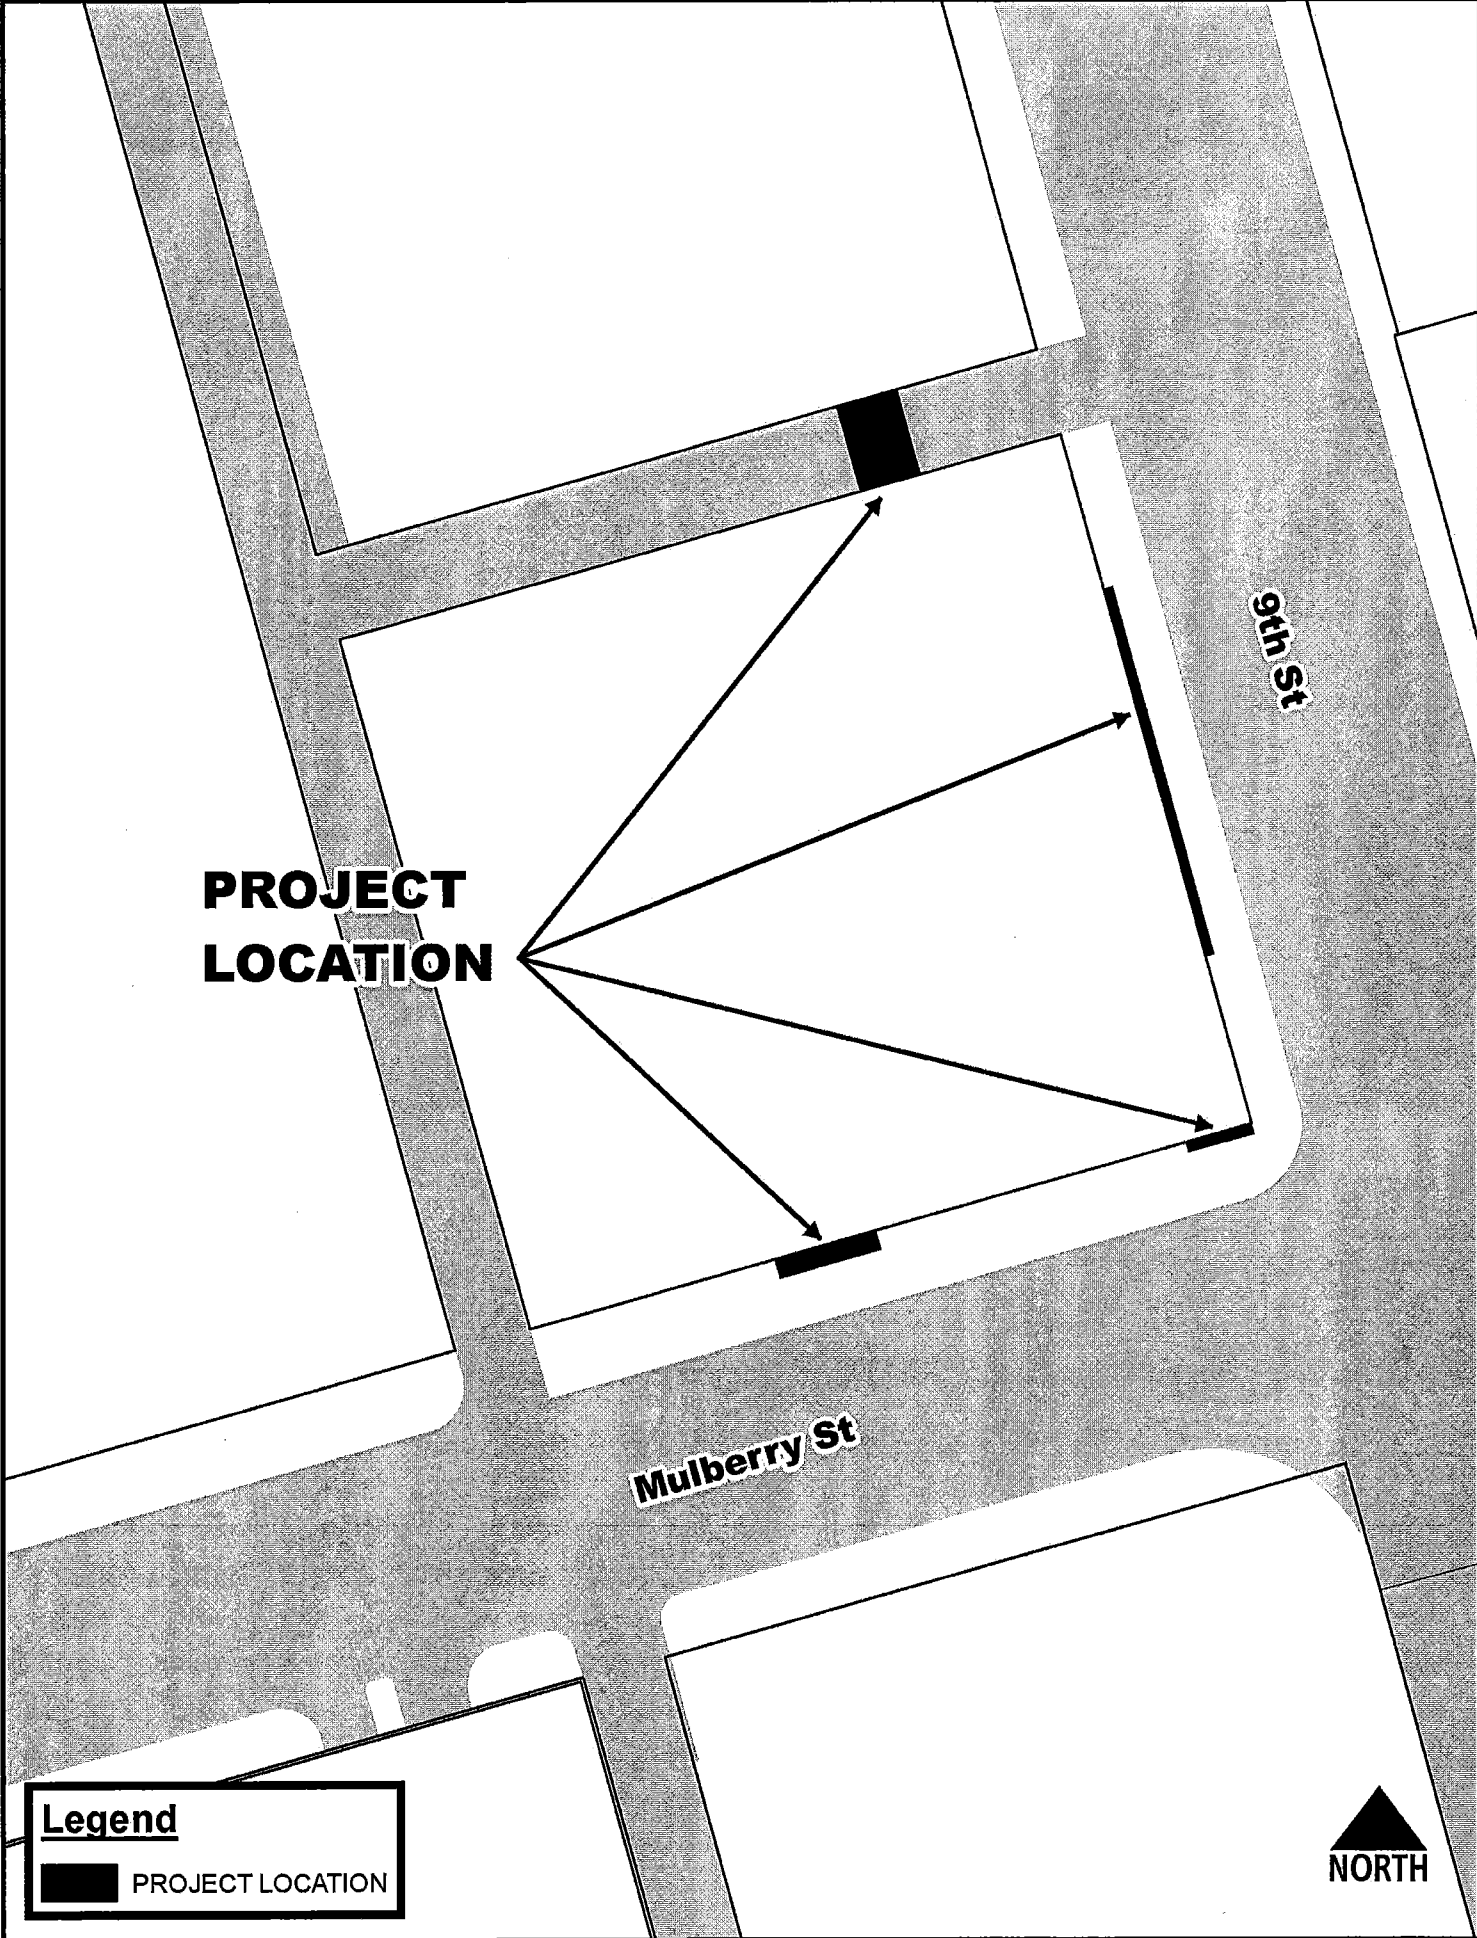 9th St
PROJECT
LOCATION
Mulberry St
Legend
PROJECT LOCATION
NORTH